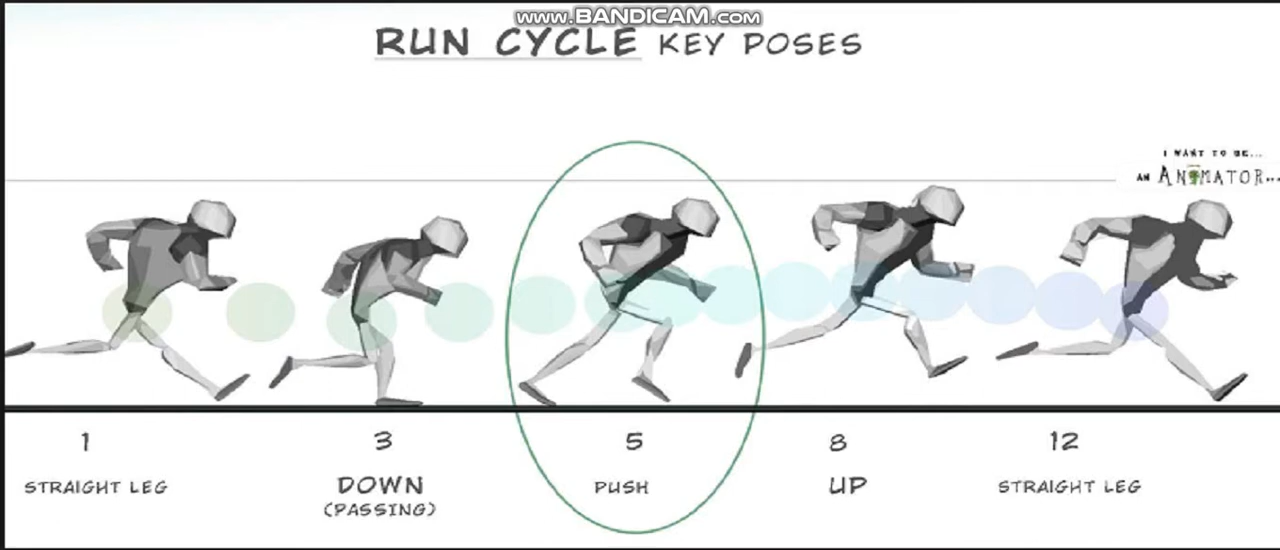 www.BANDICAM.com
RUN CYCLE KEY POSES
I WANT TO BE...
AN ANIMATOR...
1 3 5 8 12
STRAIGHT LEG DOWN PUSH UP STRAIGHT LEG
(PASSING)